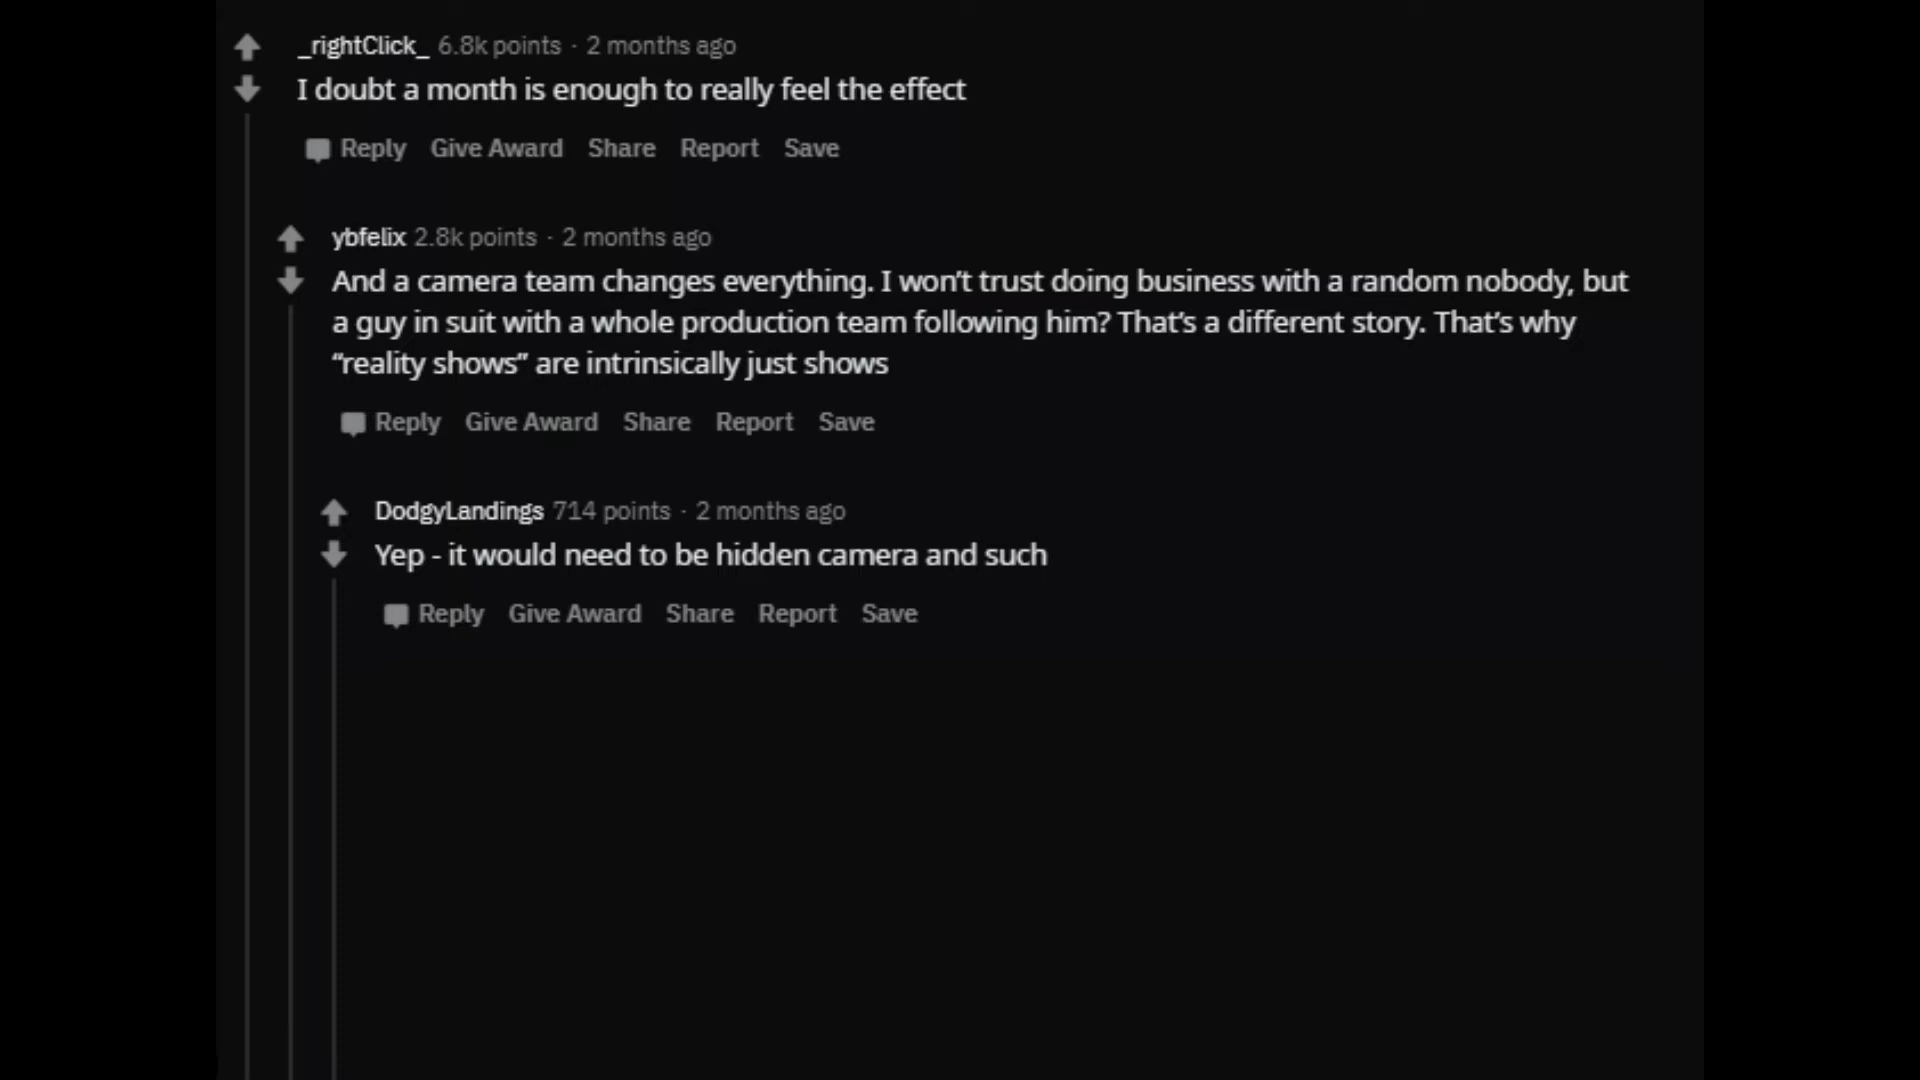 _rightClick_ 6.8k points · 2 months ago
I doubt a month is enough to really feel the effect
Reply Give Award Share Report Save
ybfelix 2.8k points · 2 months ago
And a camera team changes everything. I won’t trust doing business with a random nobody, but
a guy in suit with a whole production team following him? That’s a different story. That’s why
“reality shows” are intrinsically just shows
Reply Give Award Share Report Save
DodgyLandings 714 points · 2 months ago
Yep - it would need to be hidden camera and such
Reply Give Award Share Report Save